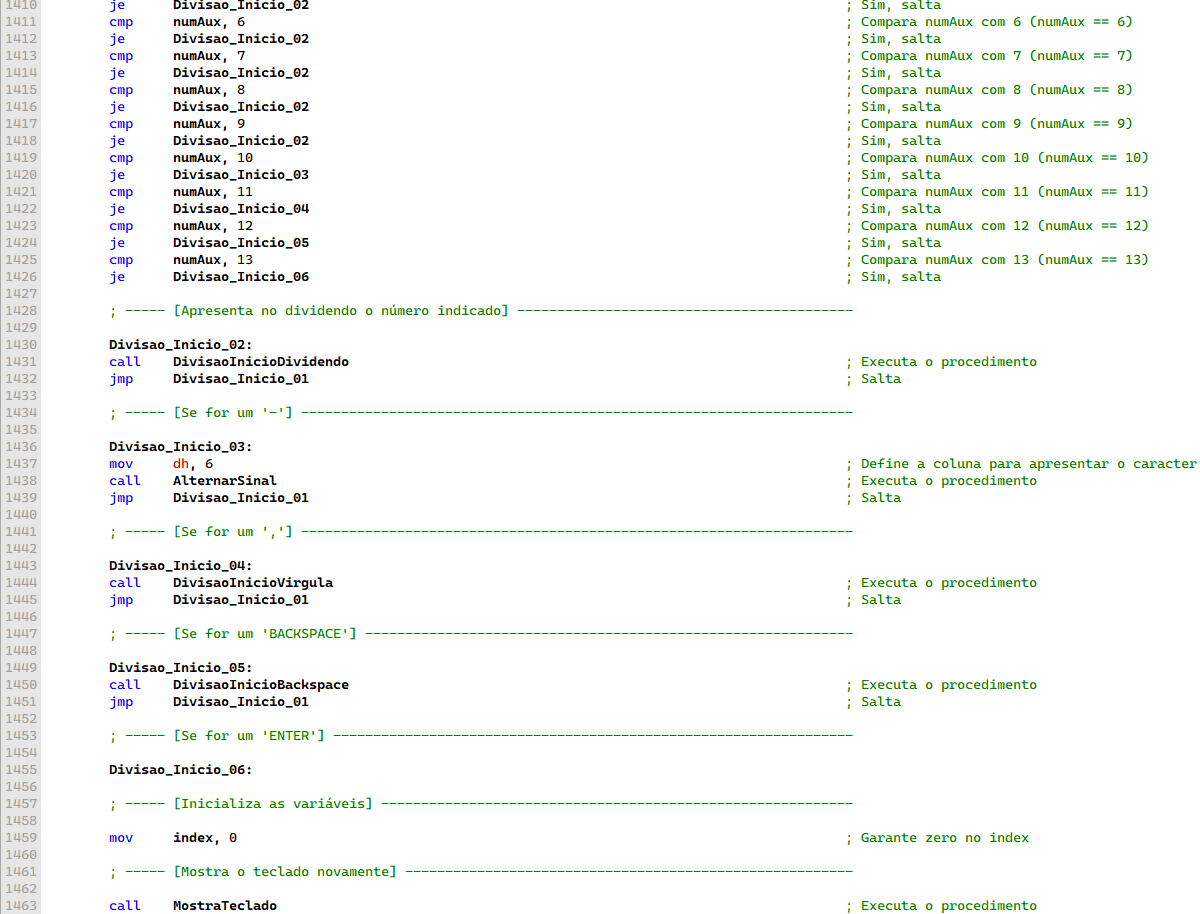 1410 je Divisao_Inicio_02 ; Sim, salta
1411 cmp numAux, 6 ; Compara numAux com 6 (numAux == 6)
1412 je Divisao_Inicio_02 ; Sim, salta
1413 cmp numAux, 7 ; Compara numAux com 7 (numAux == 7)
1414 je Divisao_Inicio_02 ; Sim, salta
1415 cmp numAux, 8 ; Compara numAux com 8 (numAux == 8)
1416 je Divisao_Inicio_02 ; Sim, salta
1417 cmp numAux, 9 ; Compara numAux com 9 (numAux == 9)
1418 je Divisao_Inicio_02 ; Sim, salta
1419 cmp numAux, 10 ; Compara numAux com 10 (numAux == 10)
1420 je Divisao_Inicio_03 ; Sim, salta
1421 cmp numAux, 11 ; Compara numAux com 11 (numAux == 11)
1422 je Divisao_Inicio_04 ; Sim, salta
1423 cmp numAux, 12 ; Compara numAux com 12 (numAux == 12)
1424 je Divisao_Inicio_05 ; Sim, salta
1425 cmp numAux, 13 ; Compara numAux com 13 (numAux == 13)
1426 je Divisao_Inicio_06 ; Sim, salta
1427
1428 ; ----- [Apresenta no dividendo o número indicado] ------------------------------------------
1429
1430 Divisao_Inicio_02:
1431 call DivisaoInicioDividendo ; Executa o procedimento
1432 jmp Divisao_Inicio_01 ; Salta
1433
1434 ; ----- [Se for um '-'] ---------------------------------------------------------------------
1435
1436 Divisao_Inicio_03:
1437 mov dh, 6 ; Define a coluna para apresentar o caracter
1438 call AlternarSinal ; Executa o procedimento
1439 jmp Divisao_Inicio_01 ; Salta
1440
1441 ; ----- [Se for um ','] ---------------------------------------------------------------------
1442
1443 Divisao_Inicio_04:
1444 call DivisaoInicioVirgula ; Executa o procedimento
1445 jmp Divisao_Inicio_01 ; Salta
1446
1447 ; ----- [Se for um 'BACKSPACE'] -------------------------------------------------------------
1448
1449 Divisao_Inicio_05:
1450 call DivisaoInicioBackspace ; Executa o procedimento
1451 jmp Divisao_Inicio_01 ; Salta
1452
1453 ; ----- [Se for um 'ENTER'] -----------------------------------------------------------------
1454
1455 Divisao_Inicio_06:
1456
1457 ; ----- [Inicializa as variáveis] -----------------------------------------------------------
1458
1459 mov index, 0 ; Garante zero no index
1460
1461 ; ----- [Mostra o teclado novamente] --------------------------------------------------------
1462
1463 call MostraTeclado ; Executa o procedimento